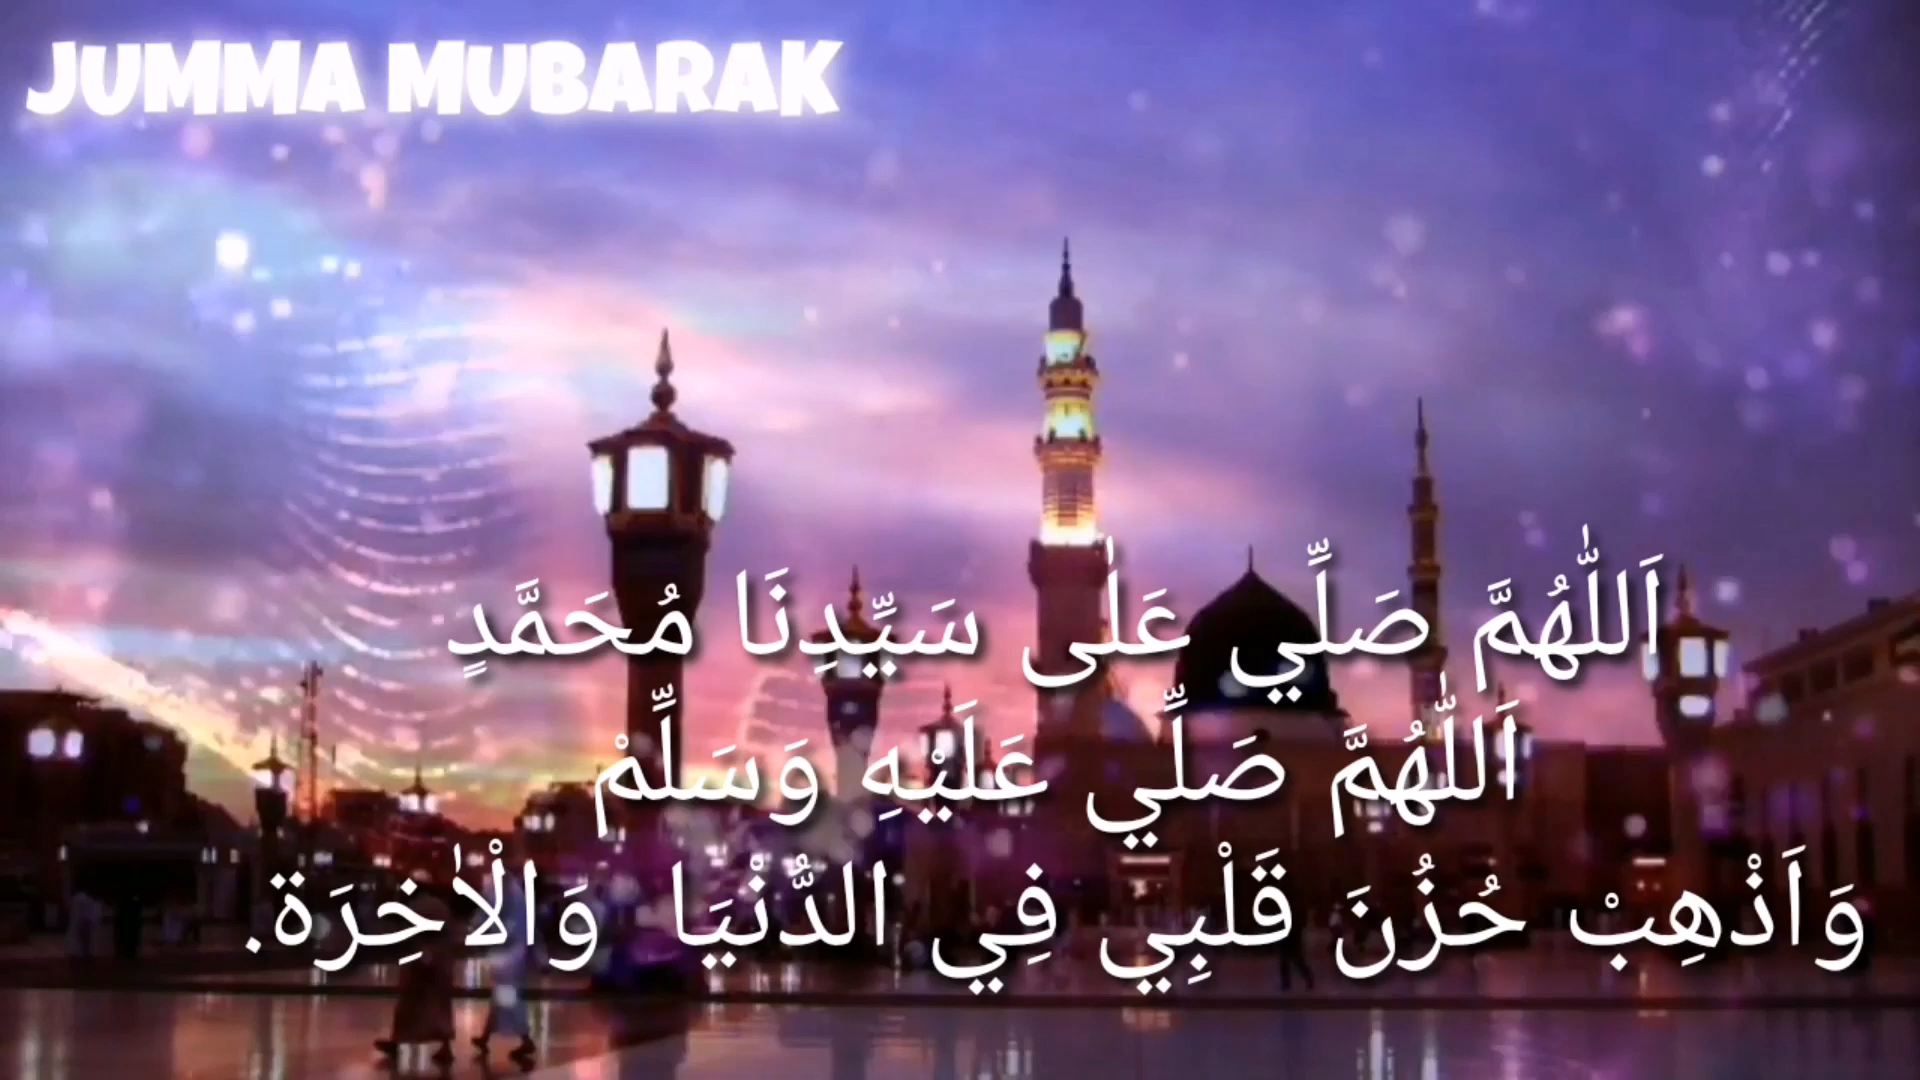 JUMMA MUBARAK
اَللّٰهُمَّ صَلِّي عَلٰى سَيِّدِنَا مُحَمَّدٍ
اَللّٰهُمَّ صَلِّي عَلَيْهِ وَسَلِّمْ
وَاَذْهِبْ حُزُنَ قَلْبِي فِي الدُّنْيَا وَالْاٰخِرَة.